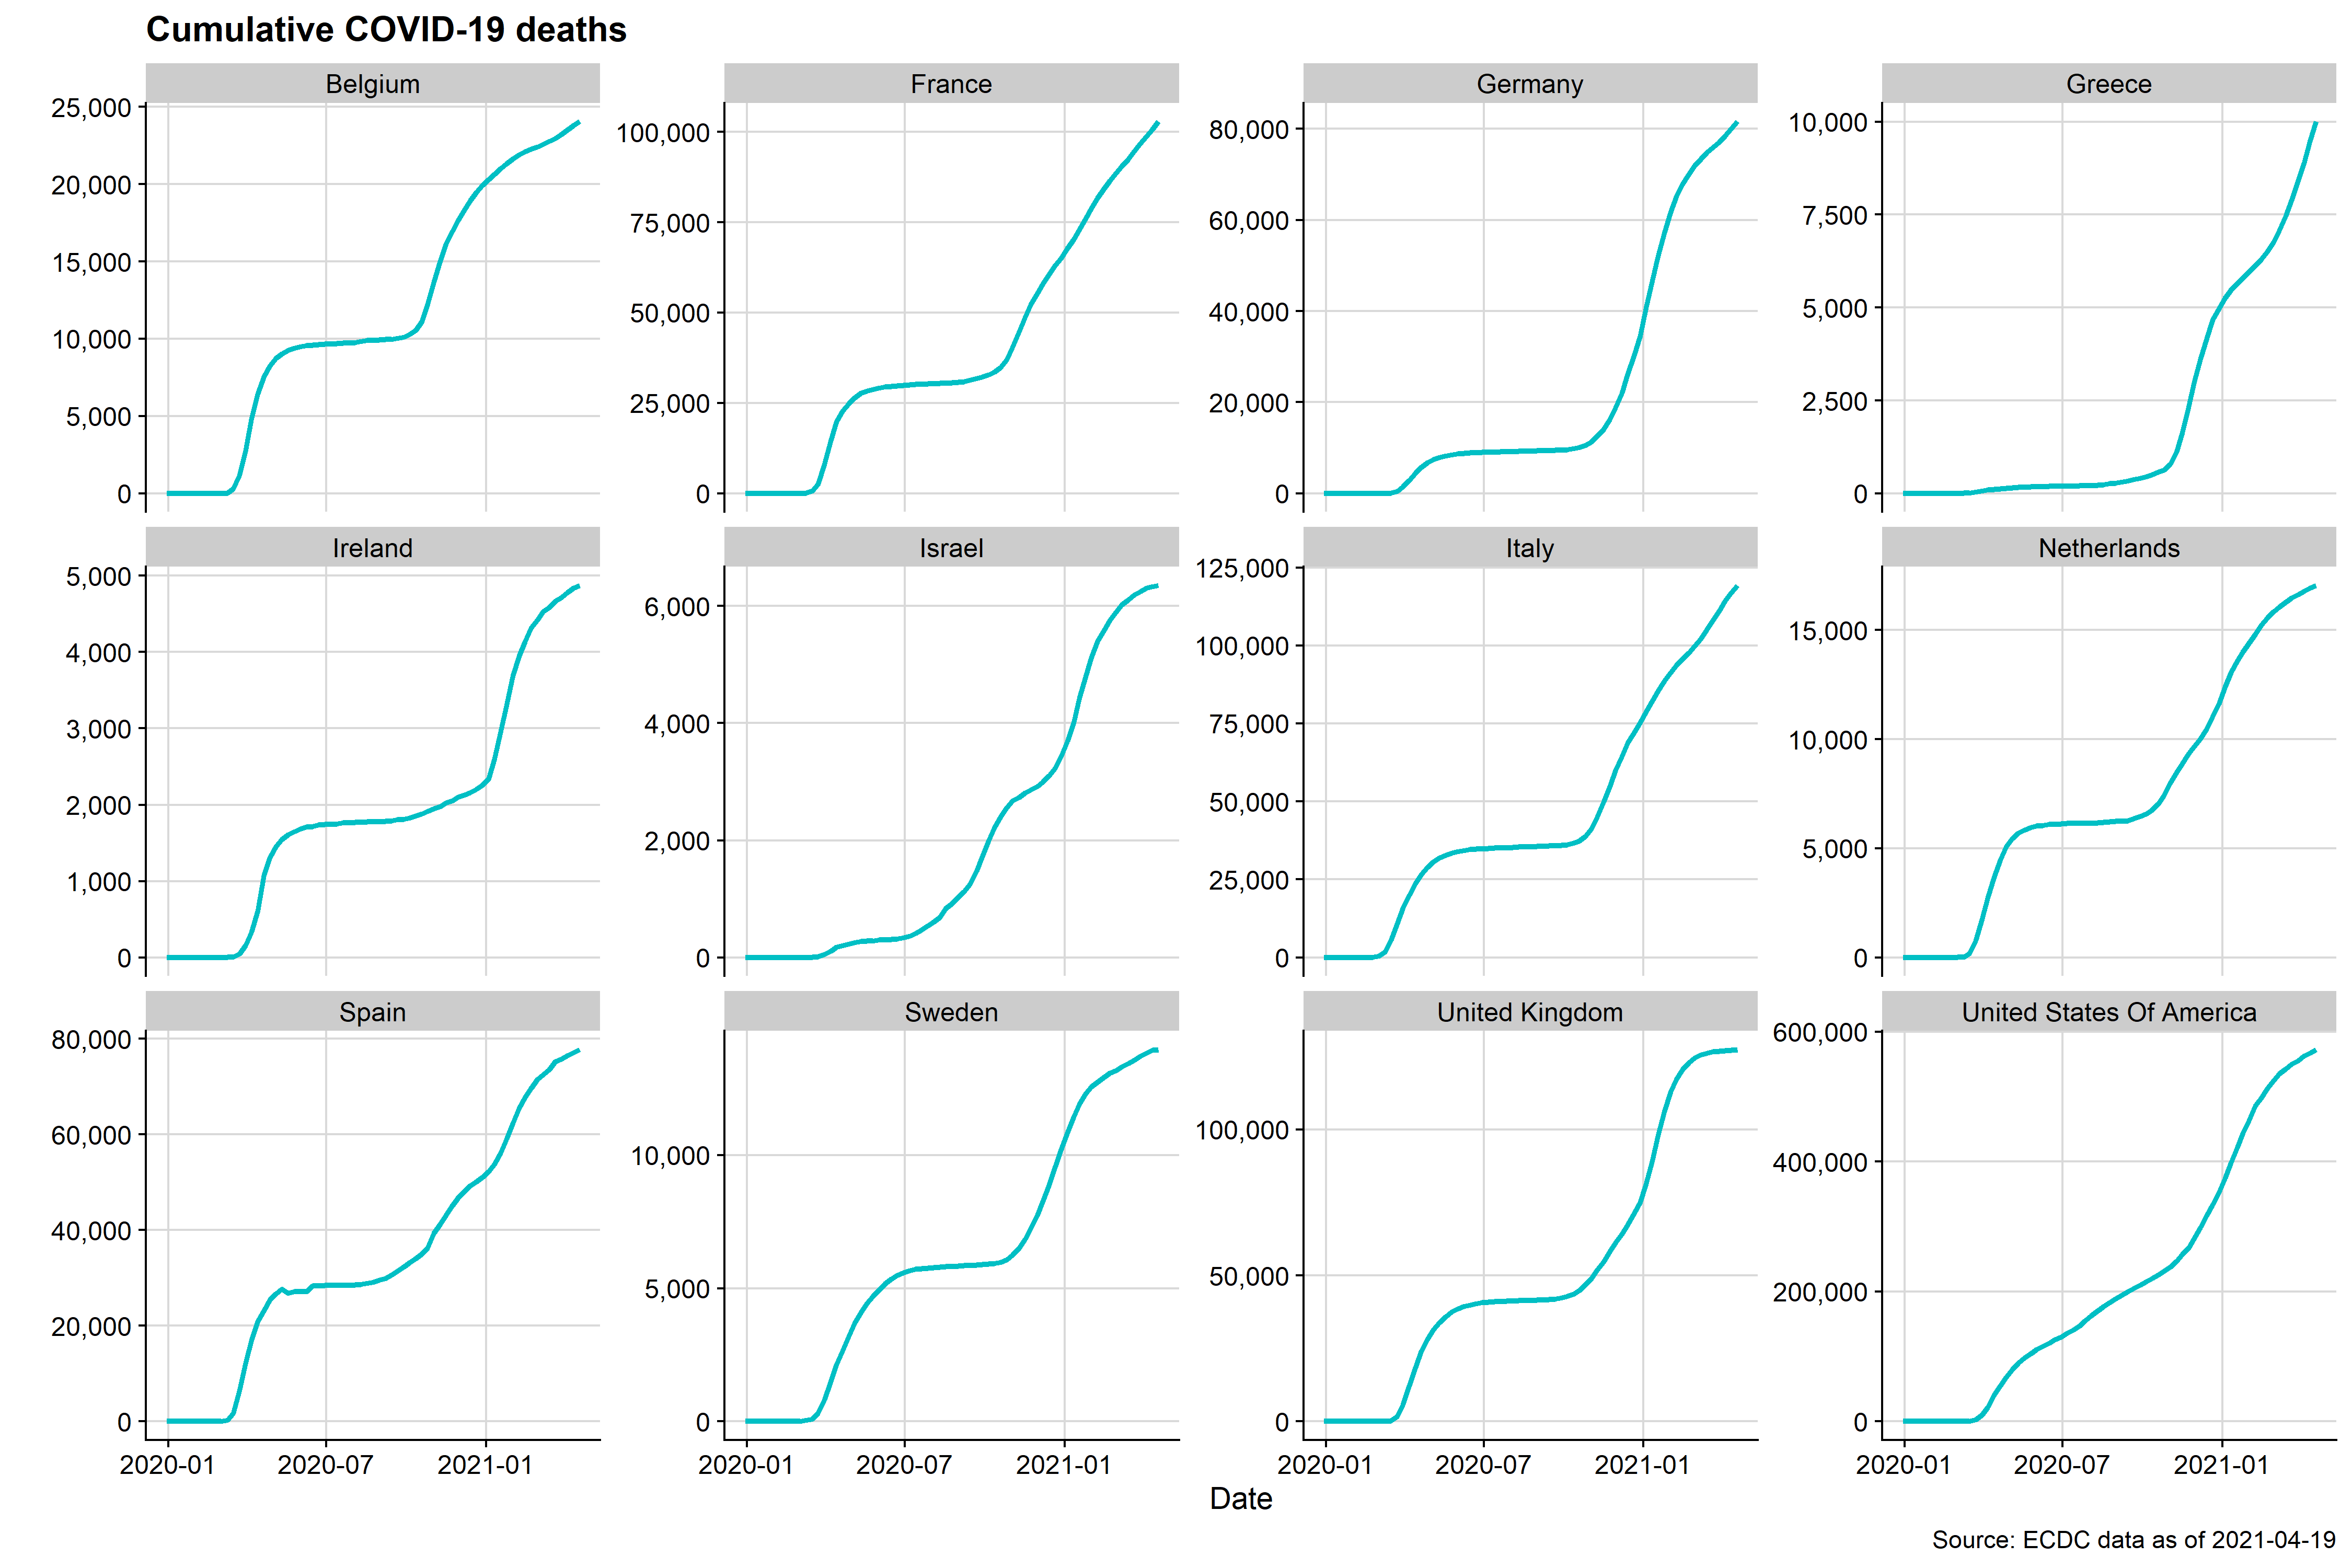 Cumulative COVID-19 deaths
Belgium
25,000
20,000
15,000
10,000
5,000
0
France
100,000
75,000
50,000
25,000
0
Germany
80,000
60,000
40,000
20,000
0
Greece
10,000
7,500
5,000
2,500
0
Ireland
5,000
4,000
3,000
2,000
1,000
0
Israel
6,000
4,000
2,000
0
Italy
125,000
100,000
75,000
50,000
25,000
0
Netherlands
15,000
10,000
5,000
0
Spain
80,000
60,000
40,000
20,000
0
2020-01 2020-07 2021-01
Sweden
10,000
5,000
0
2020-01 2020-07 2021-01
United Kingdom
100,000
50,000
0
2020-01 2020-07 2021-01
United States Of America
600,000
400,000
200,000
0
2020-01 2020-07 2021-01
Date
Source: ECDC data as of 2021-04-19